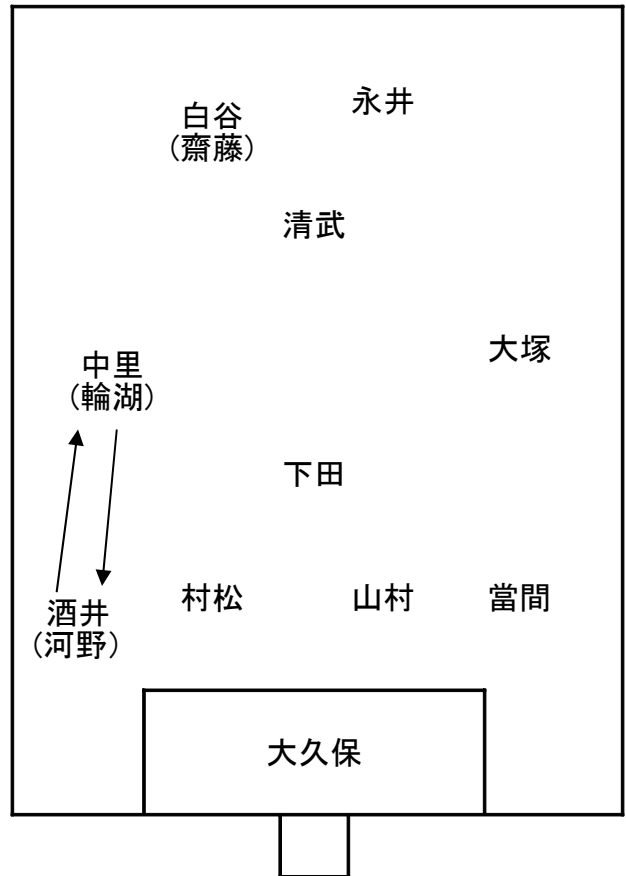 永井
白谷
(齋藤)
清武
大塚
中里
(輪湖)
下田
村松
山村
當間
酒井
(河野)
大久保